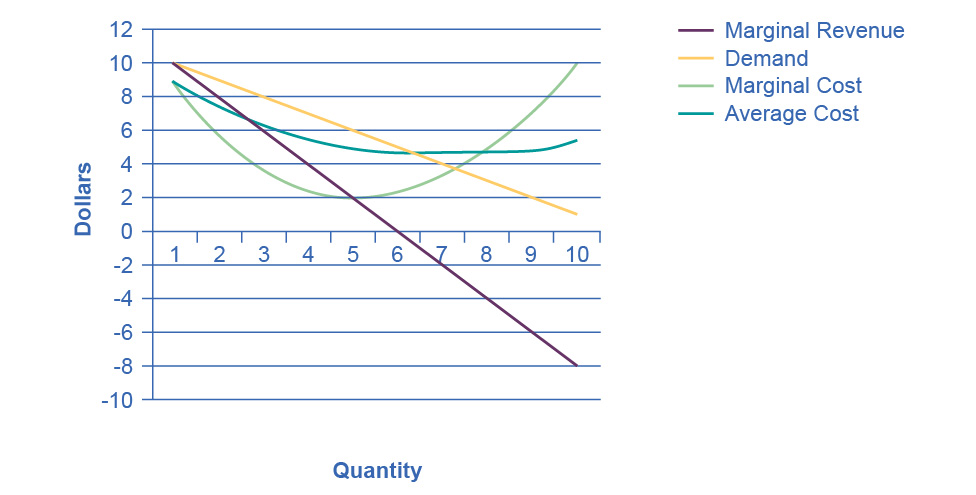 12
10
8
6
4
2
0
-2
-4
-6
-8
-10
1 2 3 4 5 6 7 8 9 10
Dollars
Quantity
Marginal Revenue
Demand
Marginal Cost
Average Cost